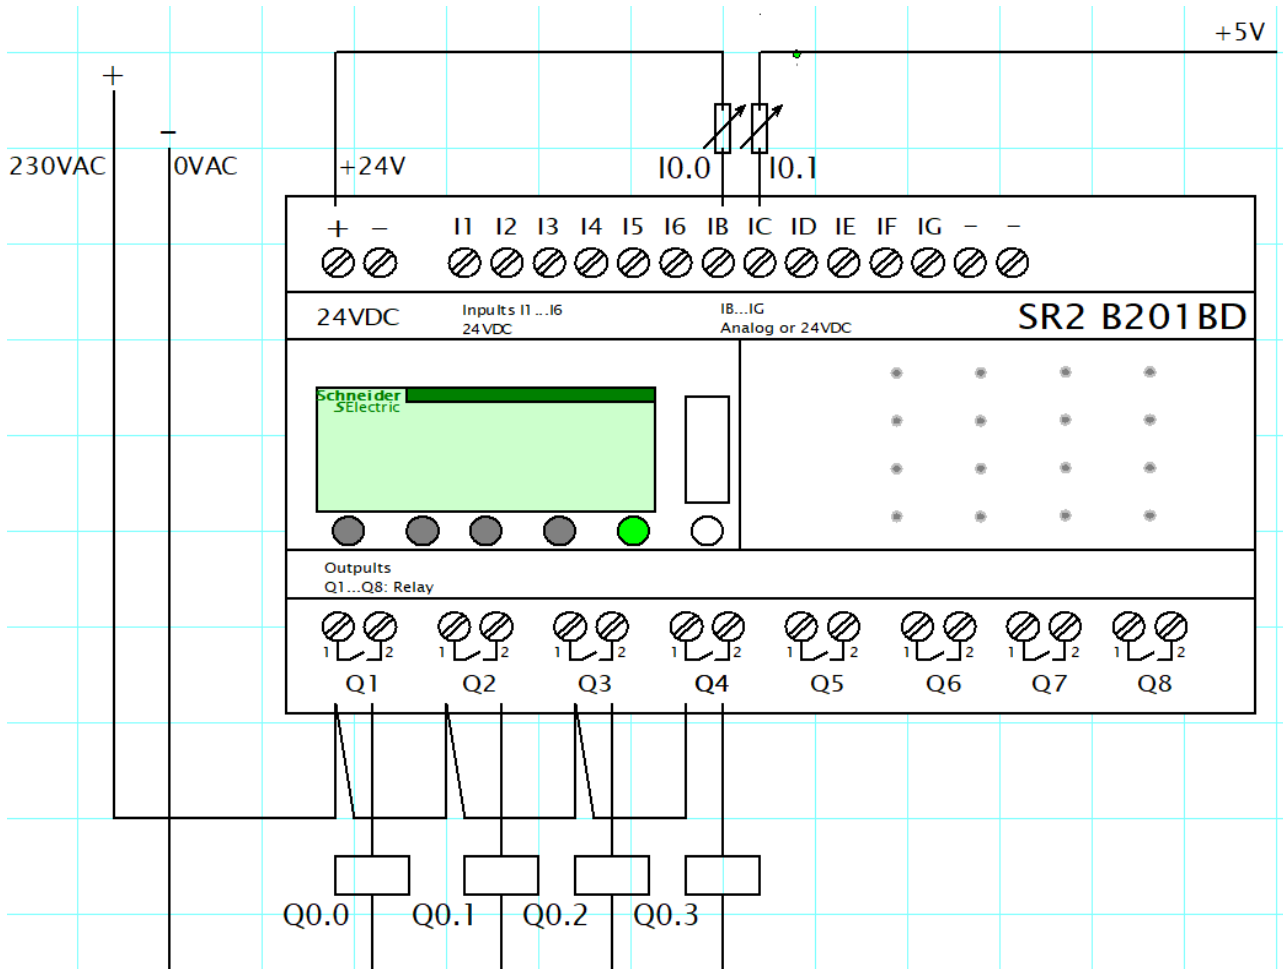 +5V
+
−
230VAC
0VAC
+24V
I0.0
I0.1
+ − I1 I2 I3 I4 I5 I6 IB IC ID IE IF IG − −
24VDC
Inpults I1...I6
24VDC
IB...IG
Analog or 24VDC
SR2 B201BD
Schneider
SElectric
Outpults
Q1...Q8: Relay
1 2 1 2 1 2 1 2 1 2 1 2 1 2 1 2
Q1 Q2 Q3 Q4 Q5 Q6 Q7 Q8
Q0.0 Q0.1 Q0.2 Q0.3